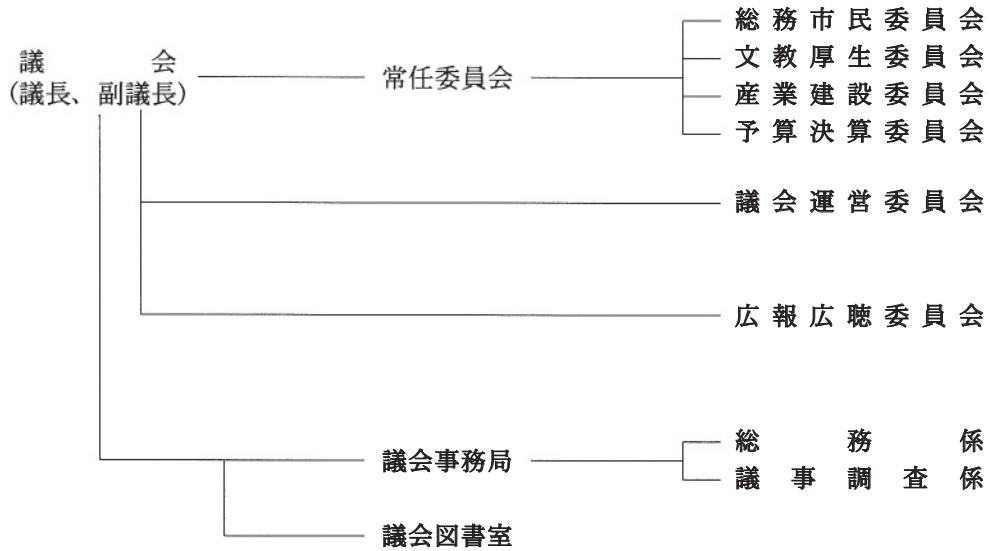 議会
(議長、副議長)
常任委員会
総務市民委員会
文教厚生委員会
産業建設委員会
予算決算委員会
議会運営委員会
広報広聴委員会
議会事務局
総務係
議事調査係
議会図書室